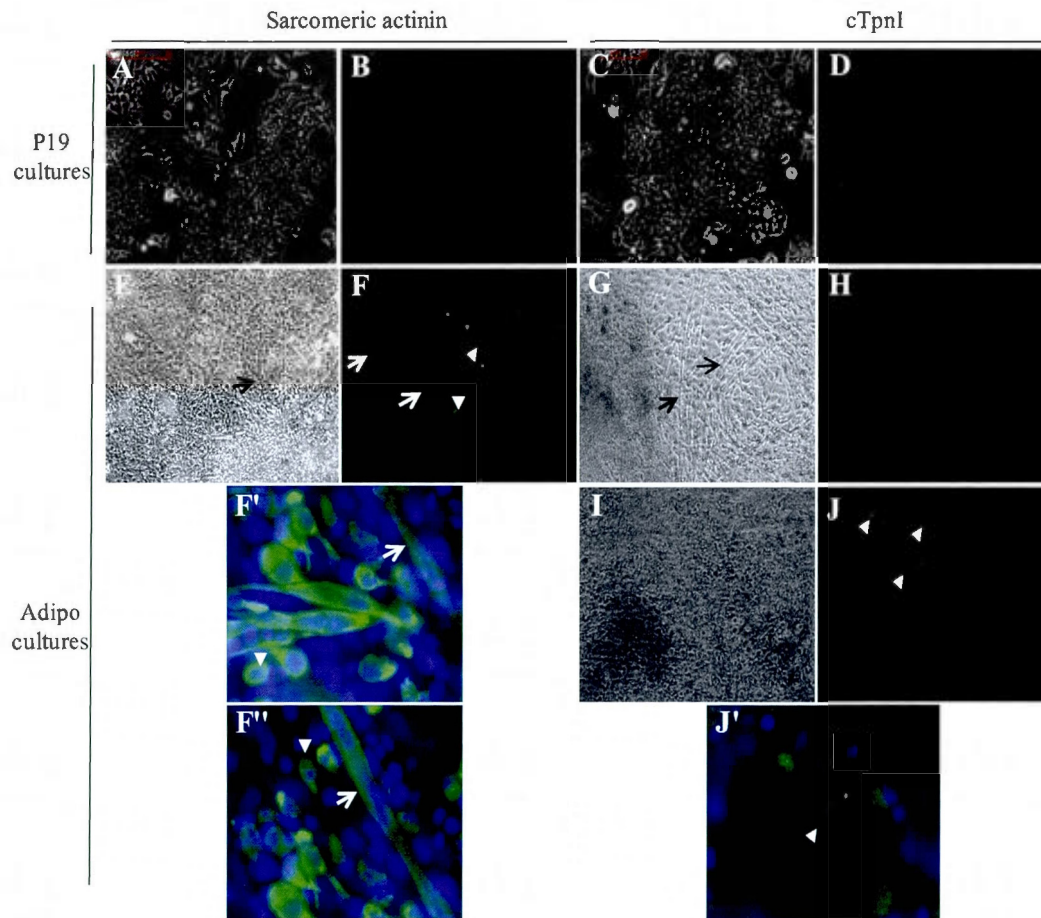 Sarcomeric actinin
cTpnI
A
B
C
D
P19
cultures
E
F
G
H
F'
I
J
Adipo
cultures
F''
J'